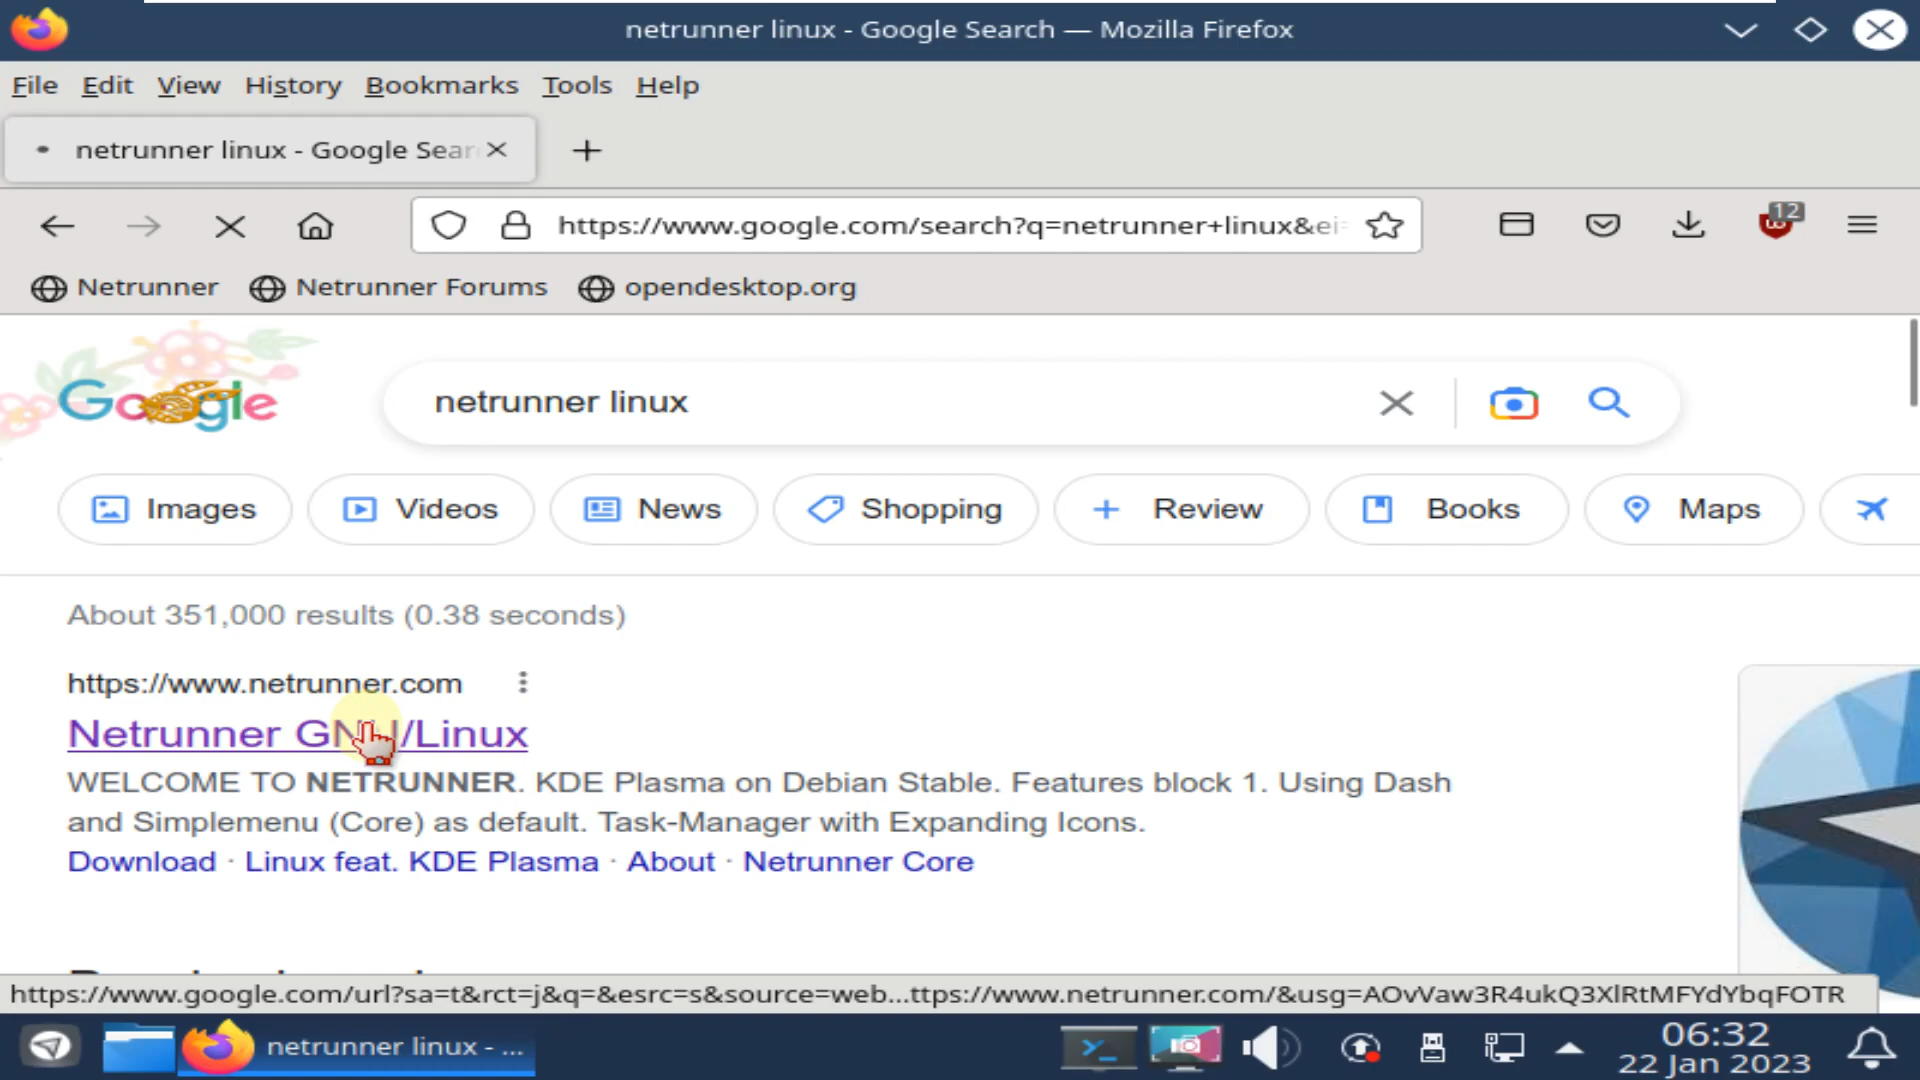 netrunner linux - Google Search — Mozilla Firefox
File Edit View History Bookmarks Tools Help
netrunner linux - Google Sear
https://www.google.com/search?q=netrunner+linux&ei=
12
Netrunner Netrunner Forums opendesktop.org
Google
netrunner linux
Images Videos News Shopping Review Books Maps
About 351,000 results (0.38 seconds)
https://www.netrunner.com
Netrunner GNU/Linux
WELCOME TO NETRUNNER. KDE Plasma on Debian Stable. Features block 1. Using Dash
and Simplemenu (Core) as default. Task-Manager with Expanding Icons.
Download · Linux feat. KDE Plasma · About · Netrunner Core
https://www.google.com/url?sa=t&rct=j&q=&esrc=s&source=web...ttps://www.netrunner.com/&usg=AOvVaw3R4ukQ3XlRtMFYdYbqFOTR
netrunner linux - ...
06:32
22 Jan 2023